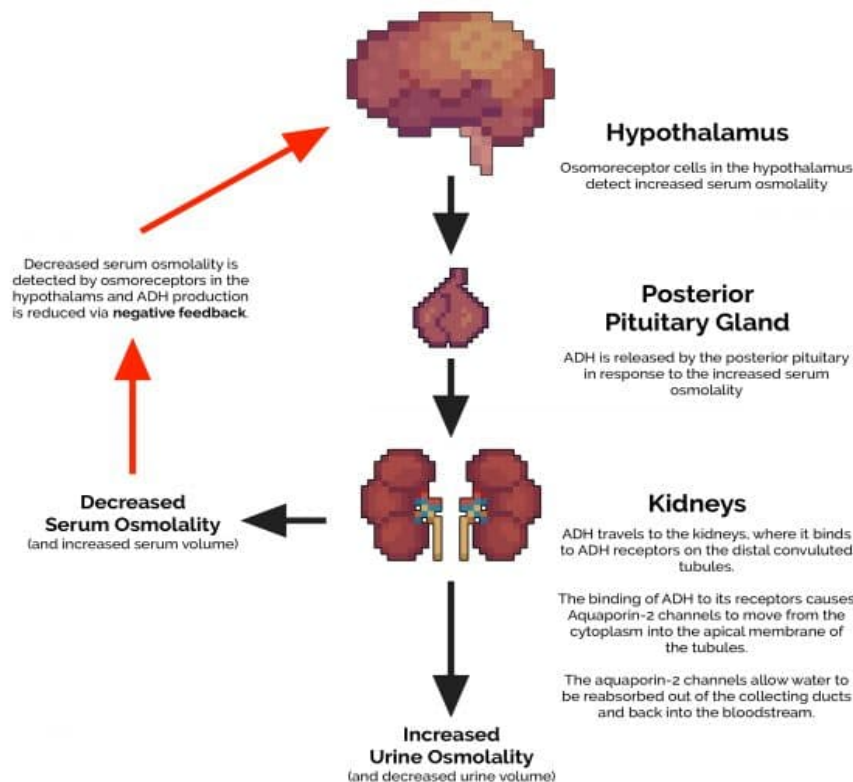 Hypothalamus
Osomoreceptor cells in the hypothalamus
detect increased serum osmolality
Decreased serum osmolality is
detected by osmoreceptors in the
hypothalams and ADH production
is reduced via negative feedback.
Posterior
Pituitary Gland
ADH is released by the posterior pituitary
in response to the increased serum
osmolality
Decreased
Serum Osmolality
(and increased serum volume)
Kidneys
ADH travels to the kidneys, where it binds
to ADH receptors on the distal convuluted
tubules.
The binding of ADH to its receptors causes
Aquaporin-2 channels to move from the
cytoplasm into the apical membrane of
the tubules.
The aquaporin-2 channels allow water to
be reabsorbed out of the collecting ducts
and back into the bloodstream.
Increased
Urine Osmolality
(and decreased urine volume)